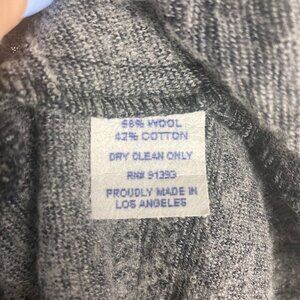 58% WOOL
42% COTTON
DRY CLEAN ONLY
RN# 91393
PROUDLY MADE IN
LOS ANGELES